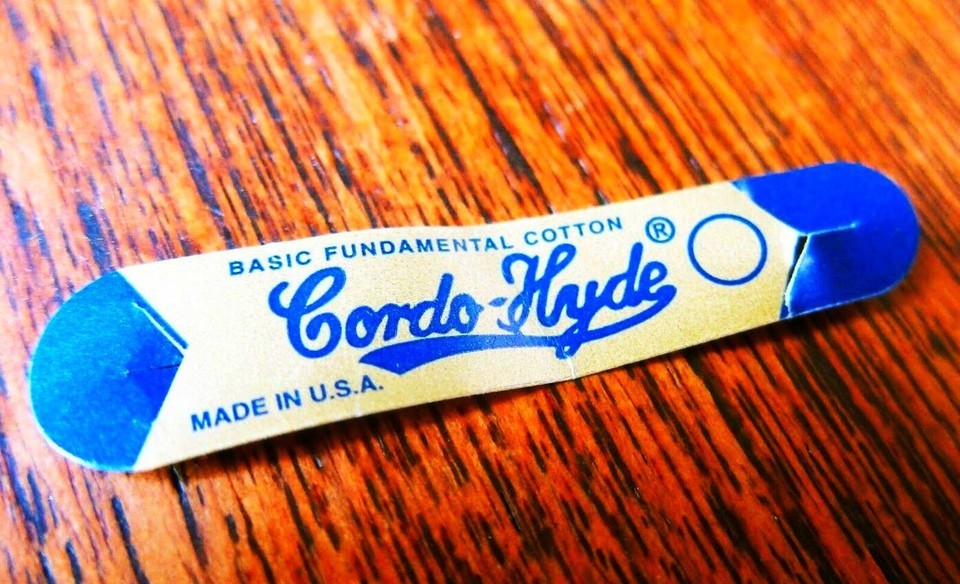 BASIC FUNDAMENTAL COTTON
Cordo-Hyde®
MADE IN U.S.A.